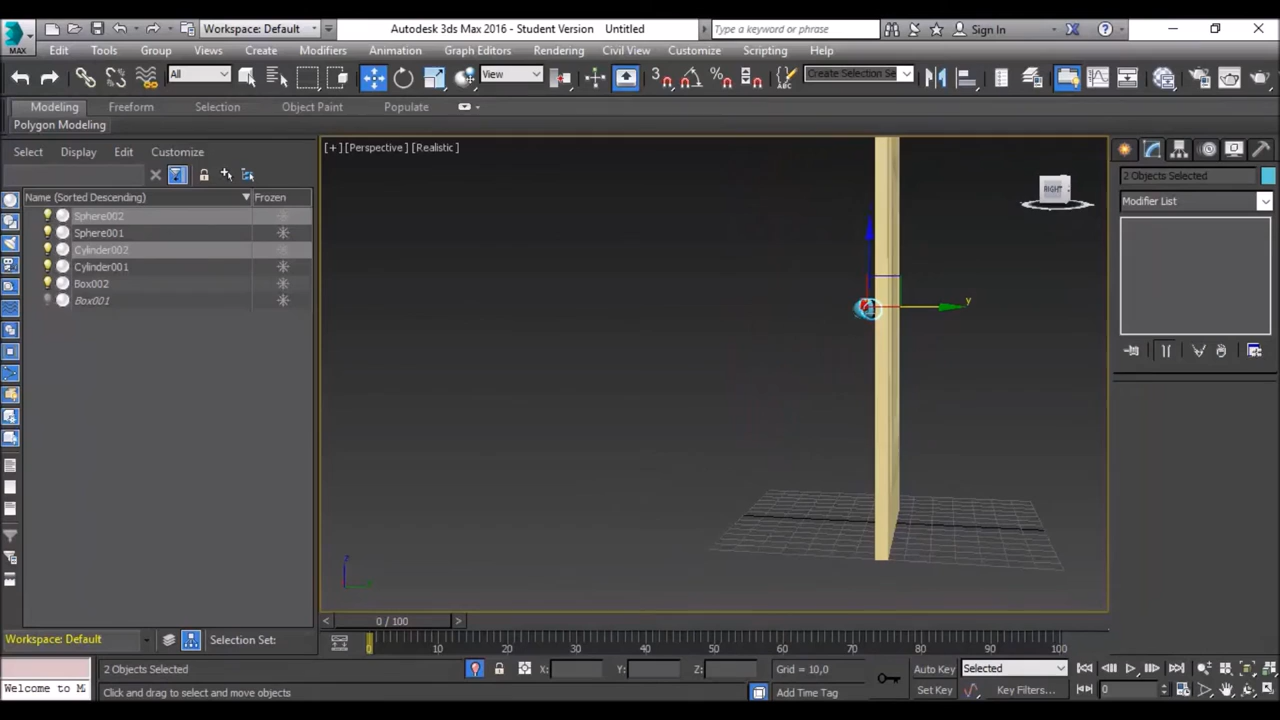 Workspace: Default
Autodesk 3ds Max 2016 - Student Version Untitled
Type a keyword or phrase
Sign In
MAX
Edit Tools Group Views Create Modifiers Animation Graph Editors Rendering Civil View Customize Scripting Help
All
View
Create Selection Se
Modeling Freeform Selection Object Paint Populate
Polygon Modeling
Select Display Edit Customize
[+] [Perspective] [Realistic]
RIGHT
2 Objects Selected
Name (Sorted Descending) Frozen
Modifier List
Sphere002
Sphere001
Cylinder002
Cylinder001
Box002
Box001
y
z
0 / 100
Workspace: Default
Selection Set:
0 10 20 30 40 50 60 70 80 90 100
2 Objects Selected
X: Y: Z:
Grid = 10,0
Auto Key
Selected
Welcome to M
Click and drag to select and move objects
Add Time Tag
Set Key
Key Filters...
0